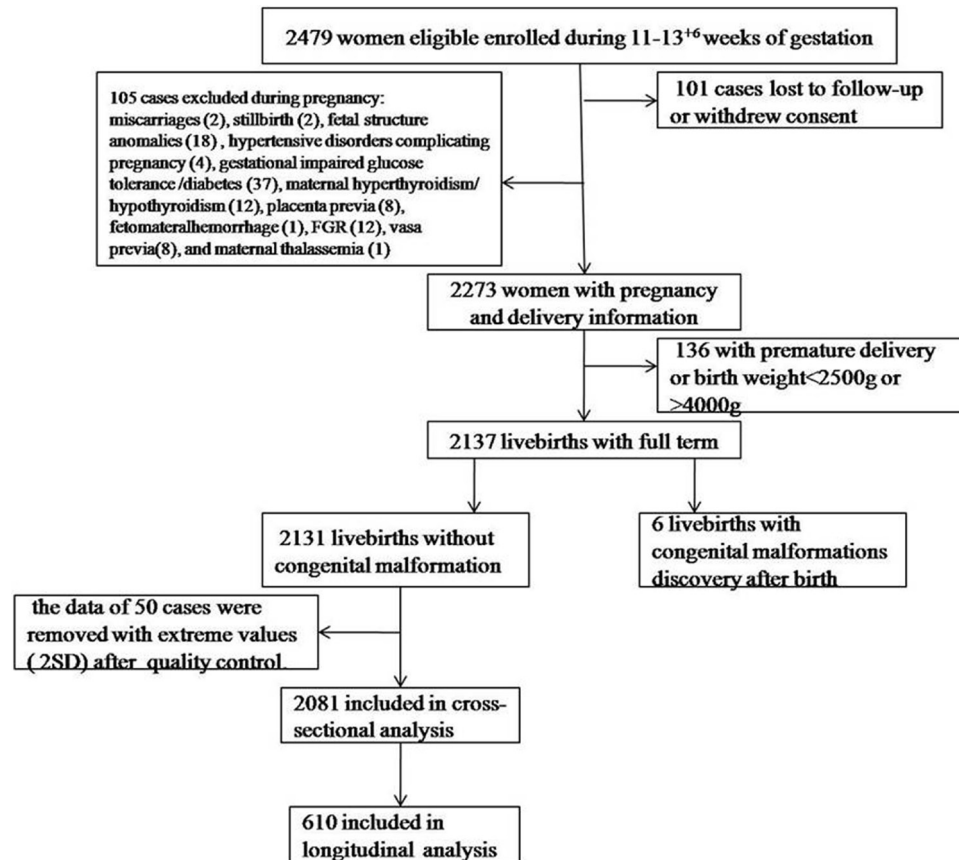 2479 women eligible enrolled during 11-13+6 weeks of gestation
105 cases excluded during pregnancy:
miscarriages (2), stillbirth (2), fetal structure
anomalies (18) , hypertensive disorders complicating
pregnancy (4), gestational impaired glucose
tolerance /diabetes (37), maternal hyperthyroidism/
hypothyroidism (12), placenta previa (8),
fetomateralhemorrhage (1), FGR (12), vasa
previa(8), and maternal thalassemia (1)
101 cases lost to follow-up
or withdrew consent
2273 women with pregnancy
and delivery information
136 with premature delivery
or birth weight<2500g or
>4000g
2137 livebirths with full term
2131 livebirths without
congenital malformation
6 livebirths with
congenital malformations
discovery after birth
the data of 50 cases were
removed with extreme values
( 2SD) after quality control.
2081 included in cross-
sectional analysis
610 included in
longitudinal analysis